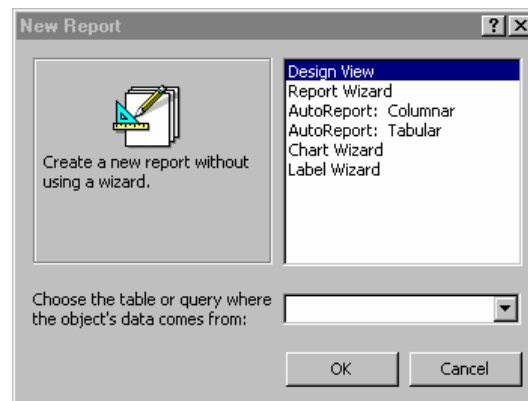 New Report
Create a new report without
using a wizard.
Design View
Report Wizard
AutoReport: Columnar
AutoReport: Tabular
Chart Wizard
Label Wizard
Choose the table or query where
the object's data comes from:
OK
Cancel